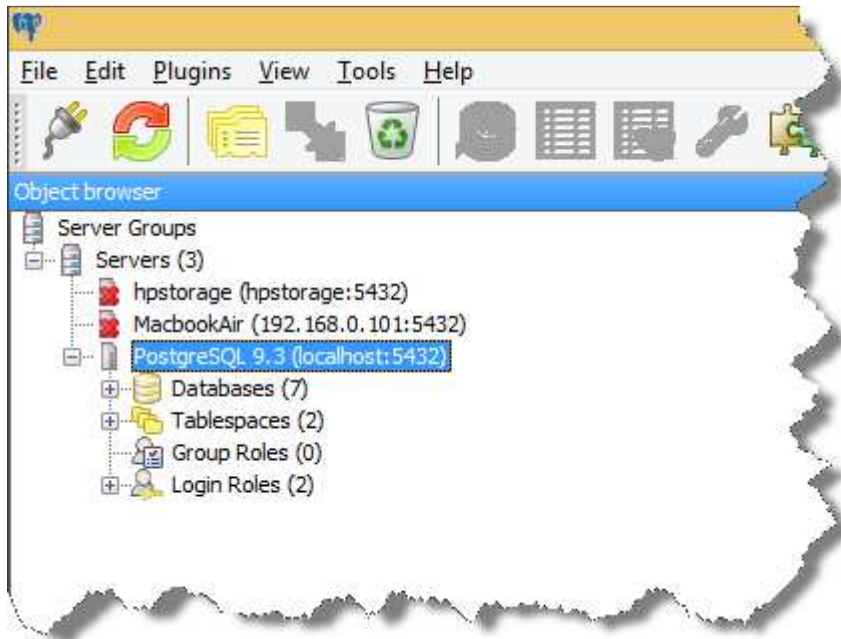 File Edit Plugins View Tools Help
Object browser
Server Groups
Servers (3)
hpstorage (hpstorage:5432)
MacbookAir (192.168.0.101:5432)
PostgreSQL 9.3 (localhost:5432)
Databases (7)
Tablespaces (2)
Group Roles (0)
Login Roles (2)